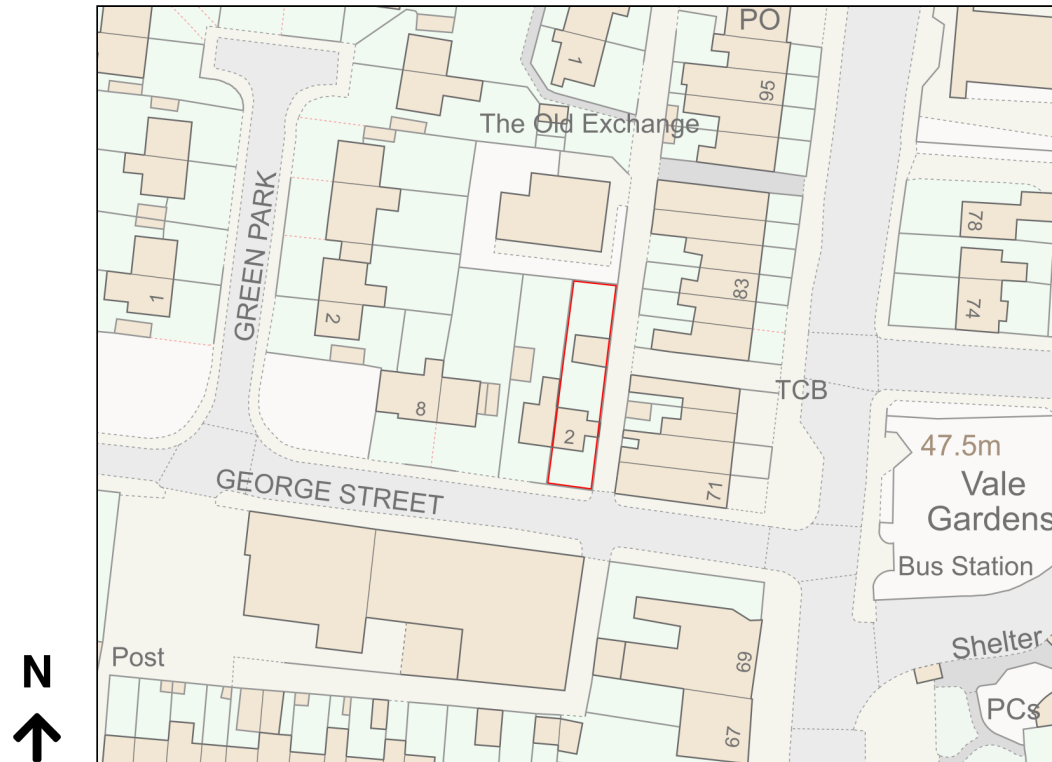 PO
1
95
The Old Exchange
78
GREEN PARK
1
2
83
74
TCB
8
2
47.5m
Vale
Gardens
71
GEORGE STREET
Bus Station
Shelter
Post
69
N
PCs
67